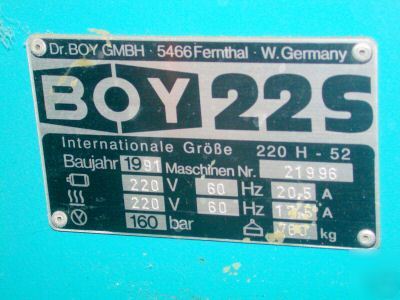 Dr. BOY GMBH · 5466 Fernthal · W. Germany
BOY 22S
Internationale Größe 220 H - 52
Baujahr 1991 Maschinen Nr. 21996
220 V 60 Hz 20,5 A
220 V 60 Hz A
160 bar 760 kg